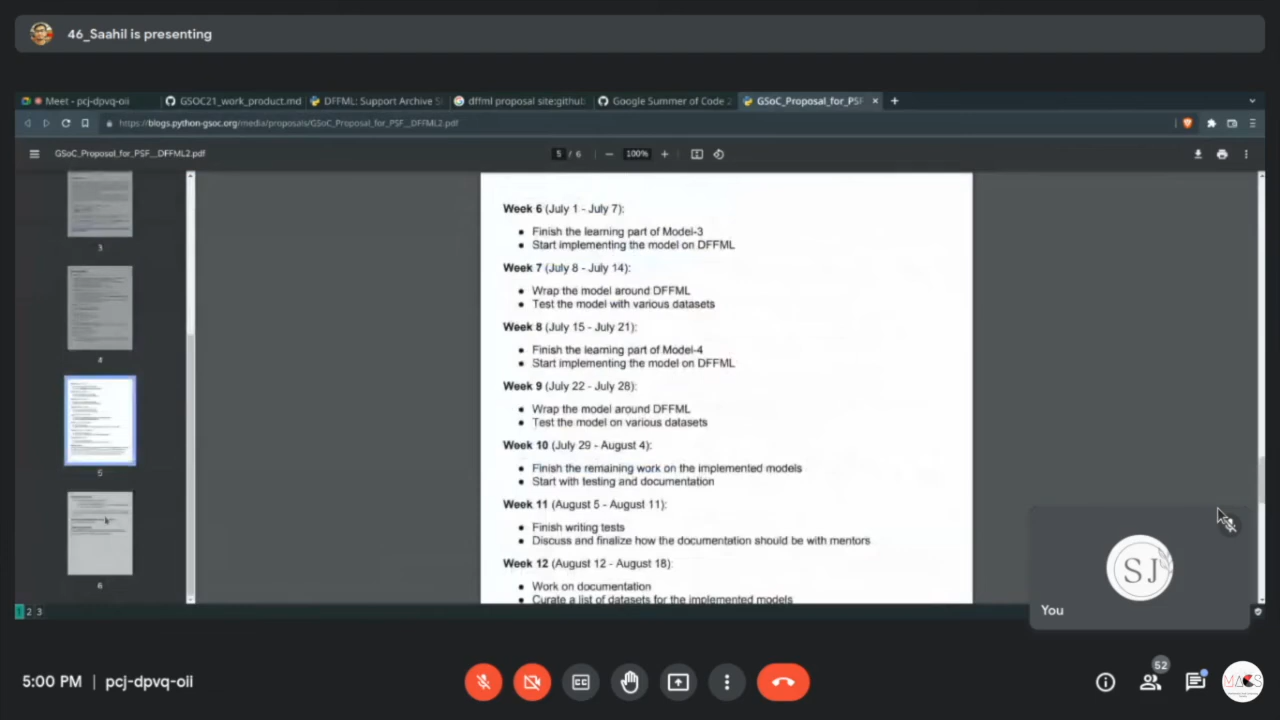 46_Saahil is presenting
Meet - pcj-dpvq-oii
GSOC21_work_product.md
DFFML: Support Archive S
dffml proposal site:github
Google Summer of Code 2
GSoC_Proposal_for_PSF
https://blogs.python-gsoc.org/media/proposals/GSoC_Proposal_for_PSF__DFFML2.pdf
GSoC_Proposal_for_PSF__DFFML2.pdf
5 / 6
100%
3
4
5
6
Week 6 (July 1 - July 7):
Finish the learning part of Model-3
Start implementing the model on DFFML
Week 7 (July 8 - July 14):
Wrap the model around DFFML
Test the model with various datasets
Week 8 (July 15 - July 21):
Finish the learning part of Model-4
Start implementing the model on DFFML
Week 9 (July 22 - July 28):
Wrap the model around DFFML
Test the model on various datasets
Week 10 (July 29 - August 4):
Finish the remaining work on the implemented models
Start with testing and documentation
Week 11 (August 5 - August 11):
Finish writing tests
Discuss and finalize how the documentation should be with mentors
Week 12 (August 12 - August 18):
Work on documentation
Curate a list of datasets for the implemented models
1 2 3
SJ
You
5:00 PM | pcj-dpvq-oii
CC
52
MACS